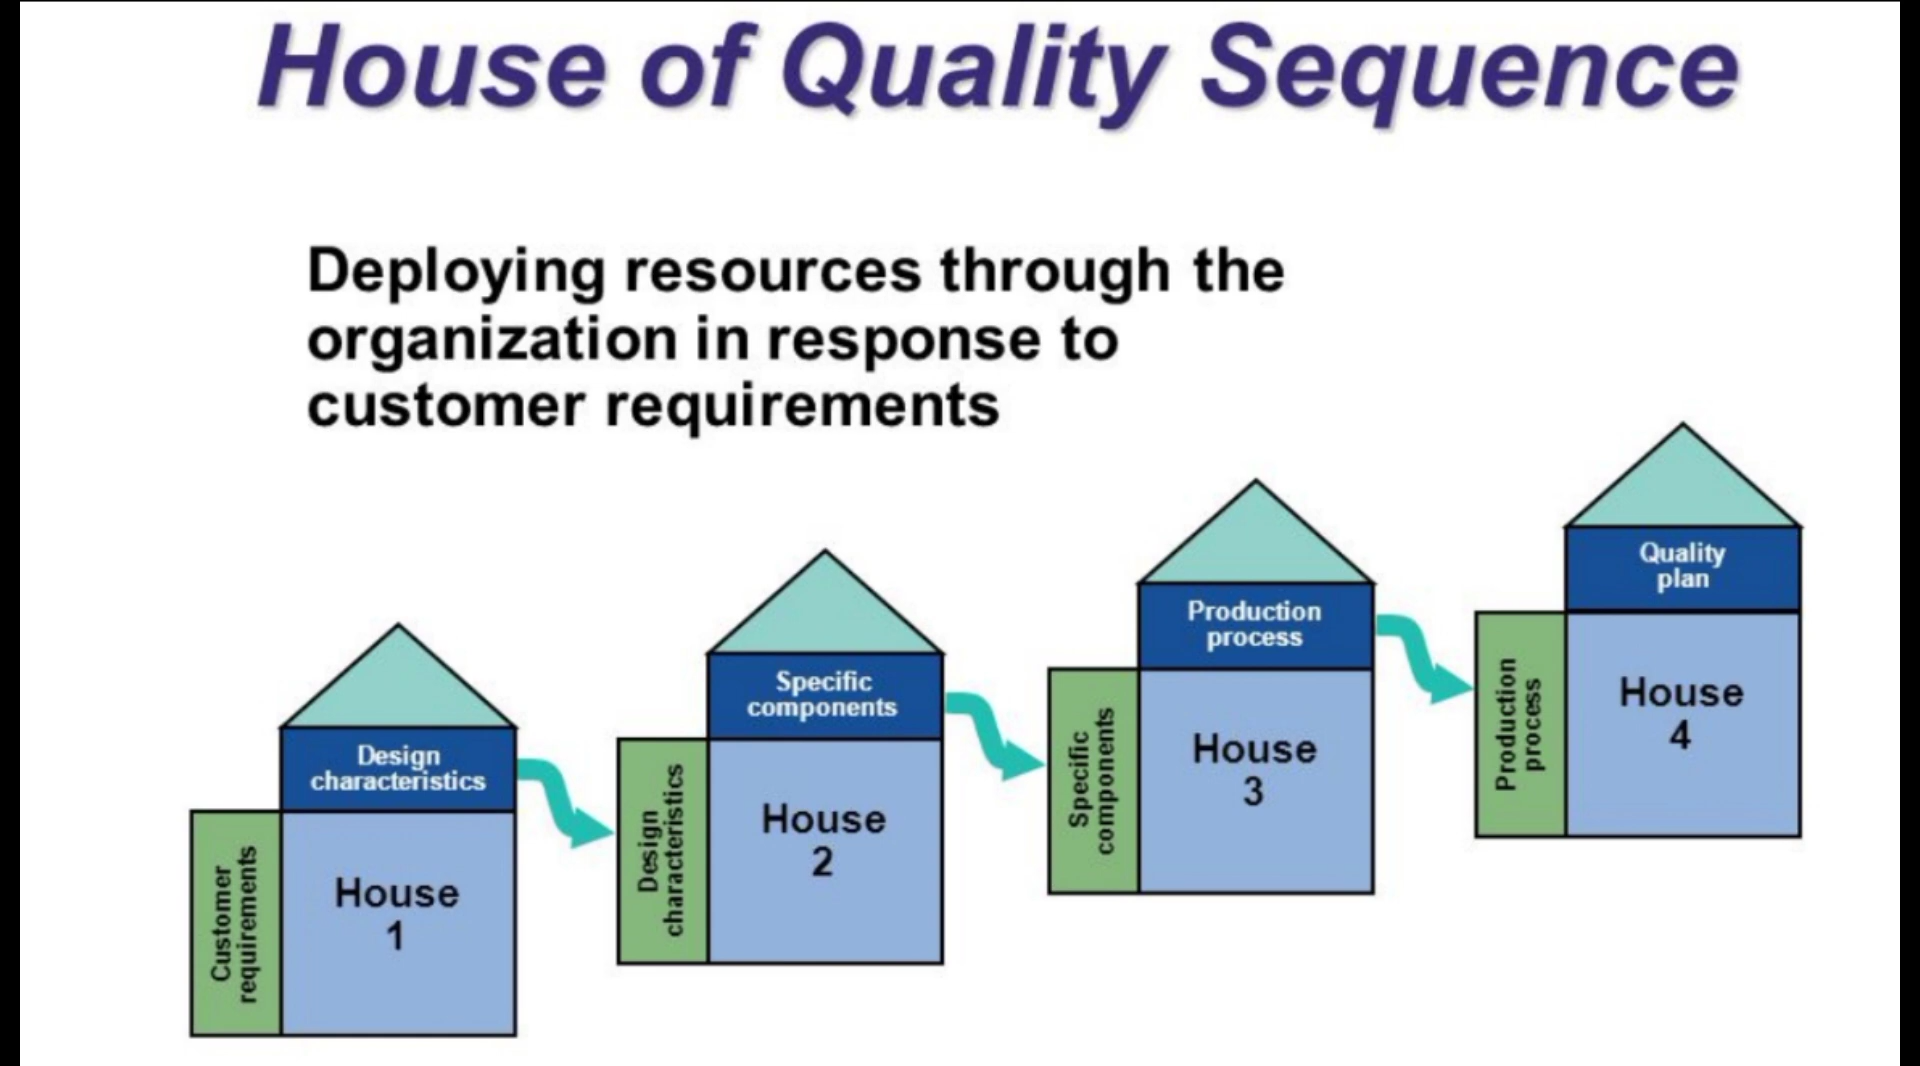 House of Quality Sequence
Deploying resources through the
organization in response to
customer requirements
Customer
requirements
Design
characteristics
House
1
Design
characteristics
Specific
components
House
2
Specific
components
Production
process
House
3
Production
process
Quality
plan
House
4